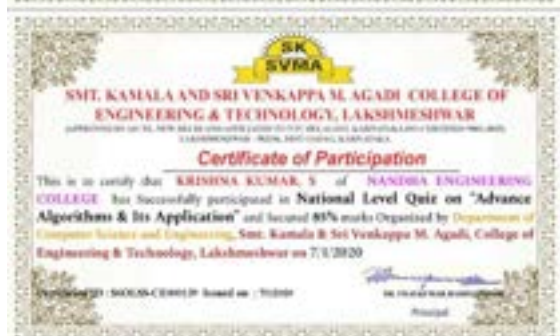 SK
SVMA
SMT. KAMALA AND SRI VENKAPPA M. AGADI COLLEGE OF
ENGINEERING & TECHNOLOGY, LAKSHMESHWAR
Certificate of Participation
This is to certify that KRISHNA KUMAR. S of NANDHA ENGINEERING
COLLEGE has Successfully participated in National Level Quiz on "Advance
Algorithms & Its Application" and Secured 85% marks Organized by Department of
Computer Science and Engineering, Smt. Kamala & Sri Venkappa M. Agadi, College of
Engineering & Technology, Lakshmeshwar on 7/1/2020
Issued on :
Principal